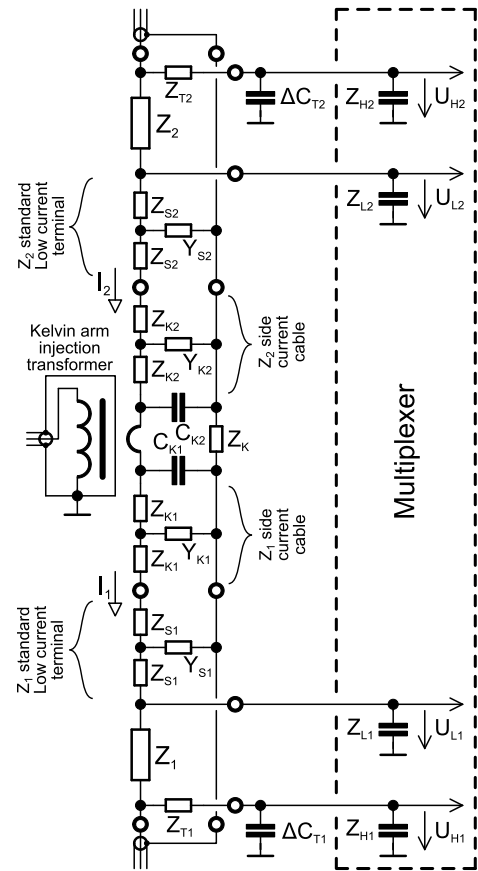 Z_T2
ΔC_T2
Z_H2
U_H2
Z_2
Z_L2
U_L2
Z_2 standard
Low current
terminal
Z_S2
Y_S2
Z_S2
I_2
Z_K2
Y_K2
Z_K2
Z_2 side
current
cable
Kelvin arm
injection
transformer
C_K2
Z_K
C_K1
Multiplexer
Z_K1
Y_K1
Z_K1
Z_1 side
current
cable
I_1
Z_S1
Y_S1
Z_S1
Z_1 standard
Low current
terminal
Z_L1
U_L1
Z_1
Z_T1
ΔC_T1
Z_H1
U_H1